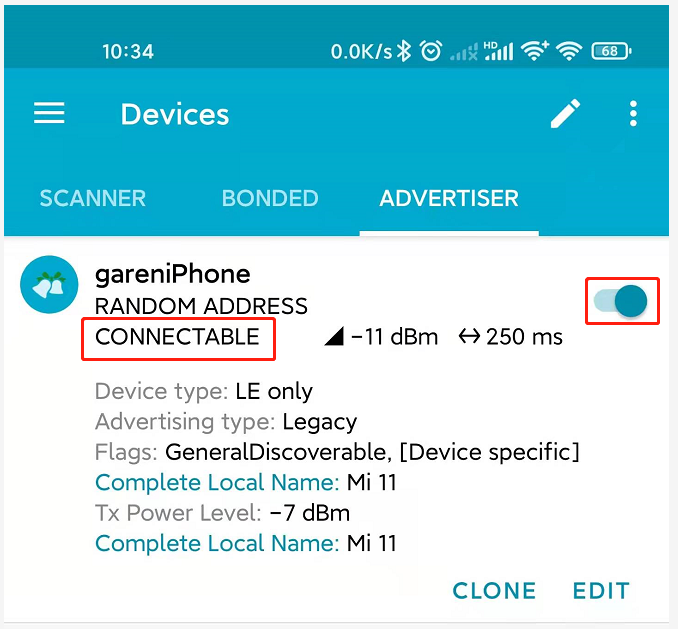 10:34 0.0K/s HD 68
Devices
SCANNER BONDED ADVERTISER
gareniPhone
RANDOM ADDRESS
CONNECTABLE −11 dBm 250 ms
Device type: LE only
Advertising type: Legacy
Flags: GeneralDiscoverable, [Device specific]
Complete Local Name: Mi 11
Tx Power Level: −7 dBm
Complete Local Name: Mi 11
CLONE EDIT